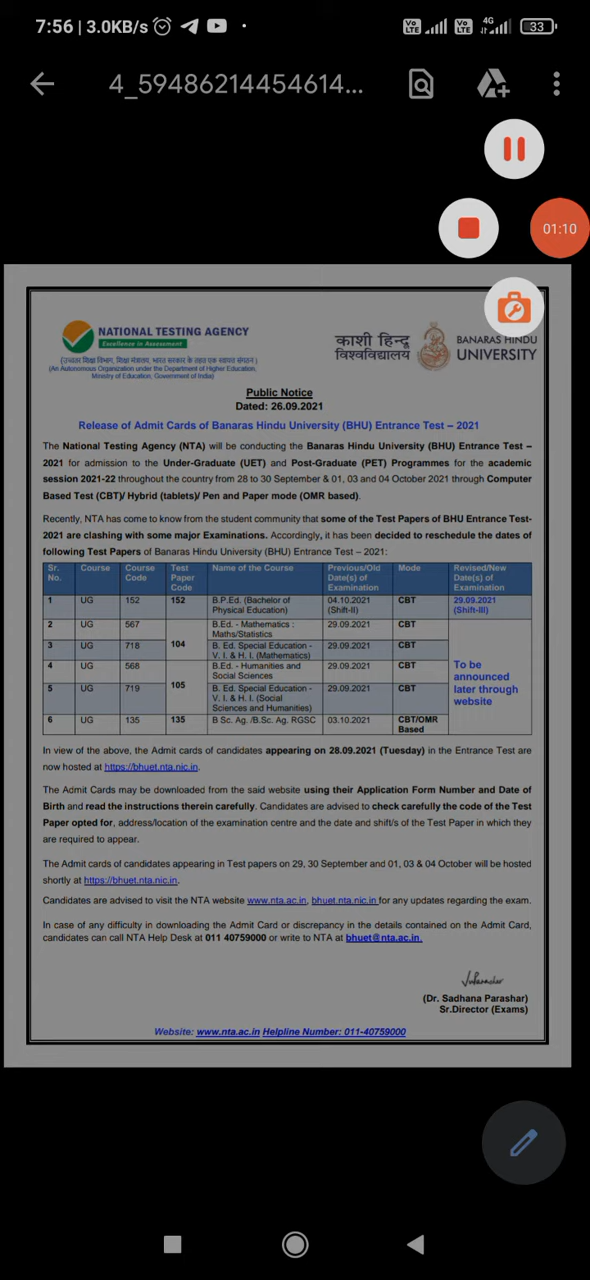 7:56 | 3.0KB/s
Vo LTE Vo LTE 4G 33
4_59486214454614...
01:10
NATIONAL TESTING AGENCY
Excellence in Assessment
(उच्चतर शिक्षा विभाग, शिक्षा मंत्रालय, भारत सरकार के तहत एक स्वायत्त संगठन)
(An Autonomous Organization under the Department of Higher Education,
Ministry of Education, Government of India)
काशी हिन्दू
विश्वविद्यालय
BANARAS HINDU
UNIVERSITY
Public Notice
Dated: 26.09.2021
Release of Admit Cards of Banaras Hindu University (BHU) Entrance Test – 2021
The National Testing Agency (NTA) will be conducting the Banaras Hindu University (BHU) Entrance Test –
2021 for admission to the Under-Graduate (UET) and Post-Graduate (PET) Programmes for the academic
session 2021-22 throughout the country from 28 to 30 September & 01, 03 and 04 October 2021 through Computer
Based Test (CBT)/ Hybrid (tablets)/ Pen and Paper mode (OMR based).
Recently, NTA has come to know from the student community that some of the Test Papers of BHU Entrance Test-
2021 are clashing with some major Examinations. Accordingly, it has been decided to reschedule the dates of
following Test Papers of Banaras Hindu University (BHU) Entrance Test – 2021:
Sr. No. Course Course Code Test Paper Code Name of the Course Previous/Old Date(s) of Examination Mode Revised/New Date(s) of Examination
1 UG 152 152 B.P.Ed. (Bachelor of Physical Education) 04.10.2021 (Shift-II) CBT 29.09.2021 (Shift-III)
2 UG 567 104 B.Ed. - Mathematics : Maths/Statistics 29.09.2021 CBT To be announced later through website
3 UG 718 B. Ed. Special Education - V. I. & H. I. (Mathematics) 29.09.2021 CBT
4 UG 568 105 B.Ed. - Humanities and Social Sciences 29.09.2021 CBT
5 UG 719 B. Ed. Special Education - V. I. & H. I. (Social Sciences and Humanities) 29.09.2021 CBT
6 UG 135 135 B Sc. Ag. /B.Sc. Ag. RGSC 03.10.2021 CBT/OMR Based
In view of the above, the Admit cards of candidates appearing on 28.09.2021 (Tuesday) in the Entrance Test are
now hosted at https://bhuet.nta.nic.in.
The Admit Cards may be downloaded from the said website using their Application Form Number and Date of
Birth and read the instructions therein carefully. Candidates are advised to check carefully the code of the Test
Paper opted for, address/location of the examination centre and the date and shift/s of the Test Paper in which they
are required to appear.
The Admit cards of candidates appearing in Test papers on 29, 30 September and 01, 03 & 04 October will be hosted
shortly at https://bhuet.nta.nic.in.
Candidates are advised to visit the NTA website www.nta.ac.in, bhuet.nta.nic.in for any updates regarding the exam.
In case of any difficulty in downloading the Admit Card or discrepancy in the details contained on the Admit Card,
candidates can call NTA Help Desk at 011 40759000 or write to NTA at bhuet@nta.ac.in.
(Dr. Sadhana Parashar)
Sr.Director (Exams)
Website: www.nta.ac.in Helpline Number: 011-40759000